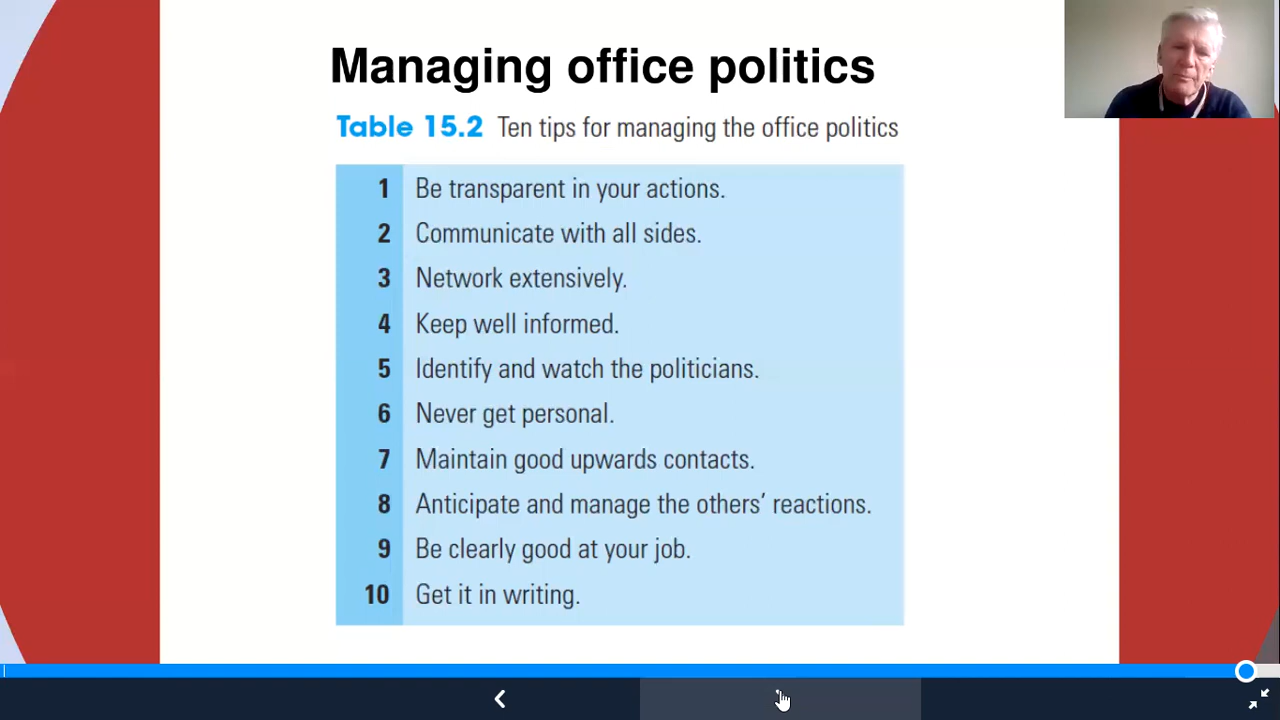 Managing office politics
Table 15.2 Ten tips for managing the office politics
1 Be transparent in your actions.
2 Communicate with all sides.
3 Network extensively.
4 Keep well informed.
5 Identify and watch the politicians.
6 Never get personal.
7 Maintain good upwards contacts.
8 Anticipate and manage the others’ reactions.
9 Be clearly good at your job.
10 Get it in writing.